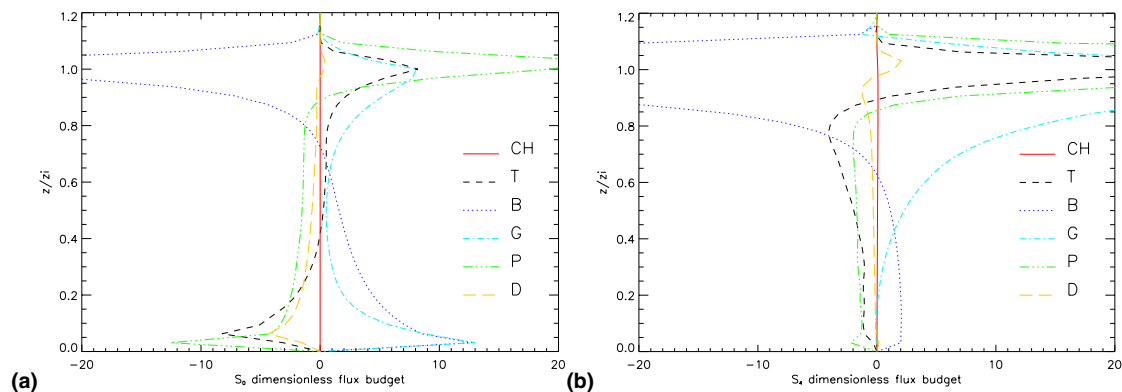 1.2
1.0
0.8
0.6
0.4
0.2
0.0
z/zi
CH
T
B
G
P
D
-20
-10
0
10
20
S₀ dimensionless flux budget
(a)
1.2
1.0
0.8
0.6
0.4
0.2
0.0
z/zi
CH
T
B
G
P
D
-20
-10
0
10
20
S₄ dimensionless flux budget
(b)